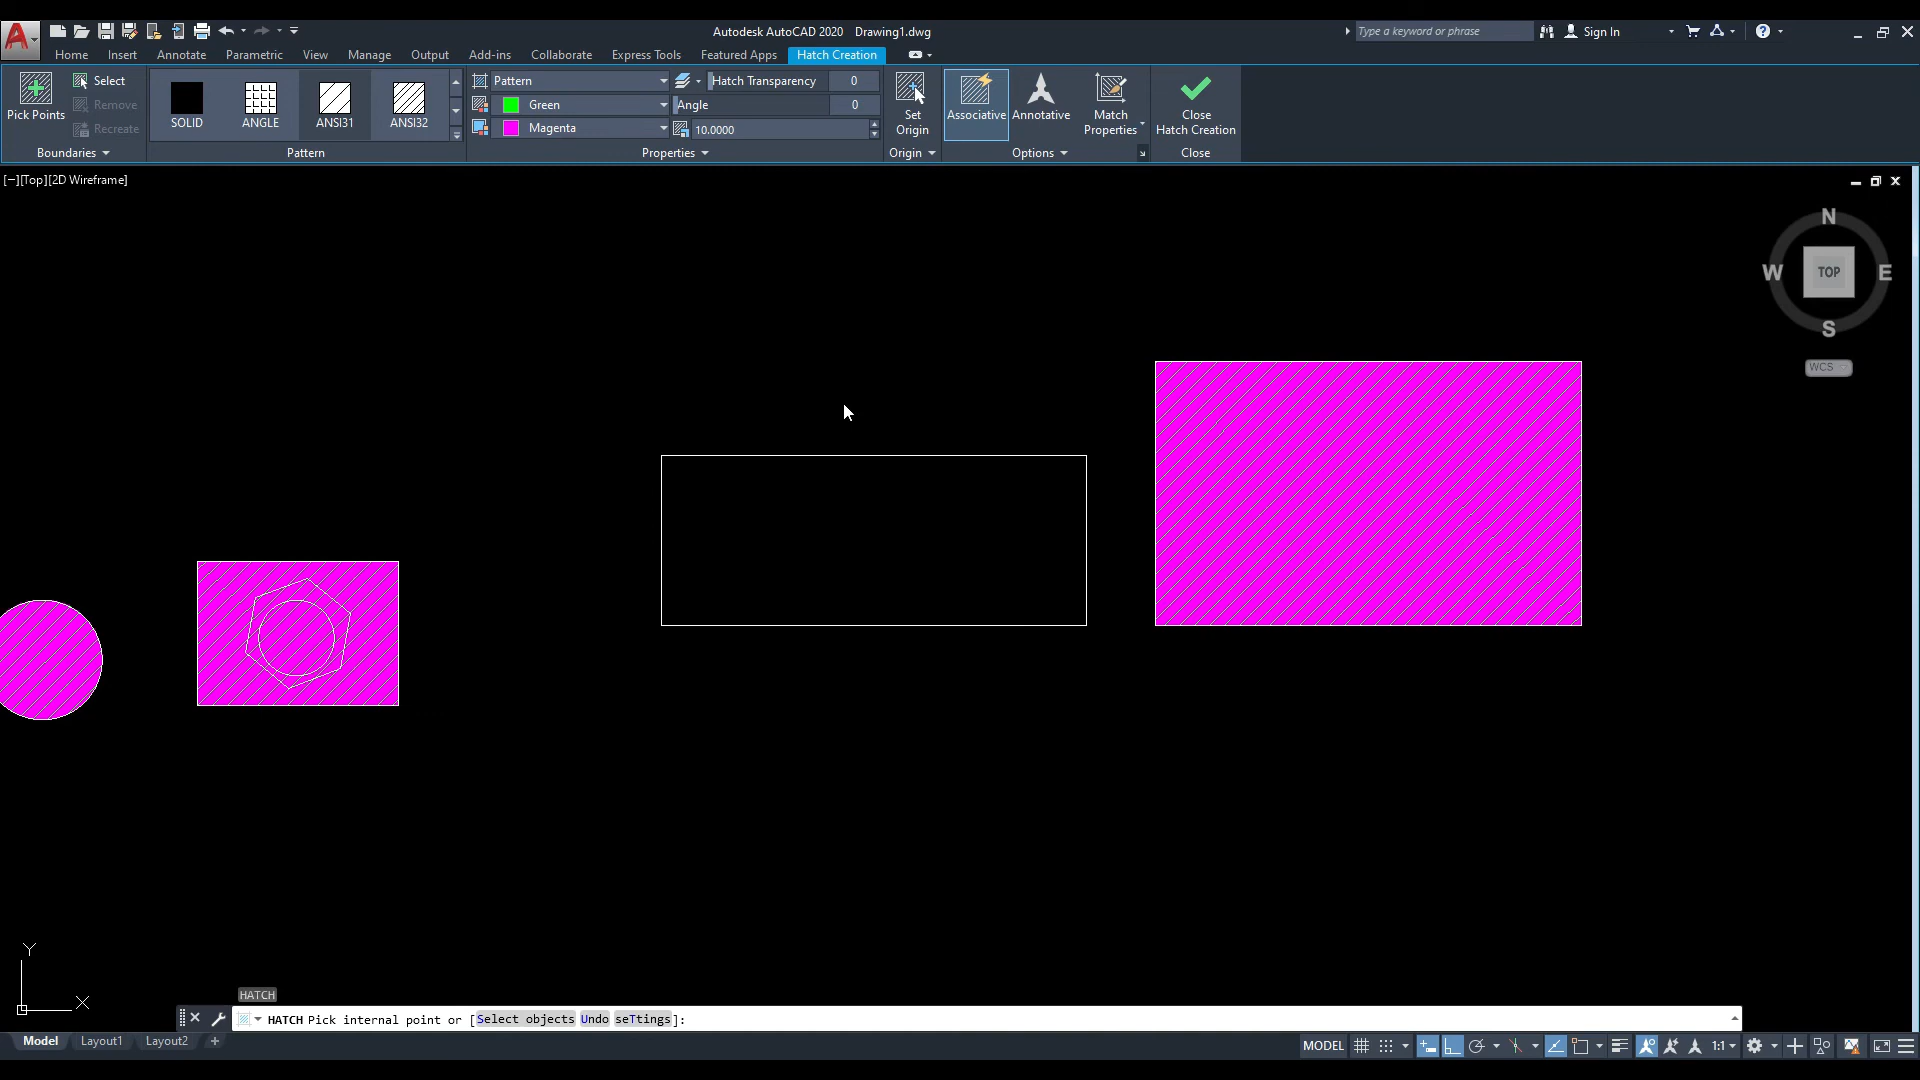 Autodesk AutoCAD 2020 Drawing1.dwg
Type a keyword or phrase
Sign In
Home Insert Annotate Parametric View Manage Output Add-ins Collaborate Express Tools Featured Apps Hatch Creation
Pick Points
Select
Remove
Recreate
Boundaries
SOLID
ANGLE
ANSI31
ANSI32
Pattern
Pattern
Green
Magenta
Hatch Transparency 0
Angle 0
10.0000
Properties
Set
Origin
Origin
Associative
Annotative
Match
Properties
Options
Close
Hatch Creation
Close
[−][Top][2D Wireframe]
N
W TOP E
S
WCS
Y
X
HATCH
HATCH Pick internal point or [Select objects Undo seTtings]:
Model Layout1 Layout2 +
MODEL 1:1